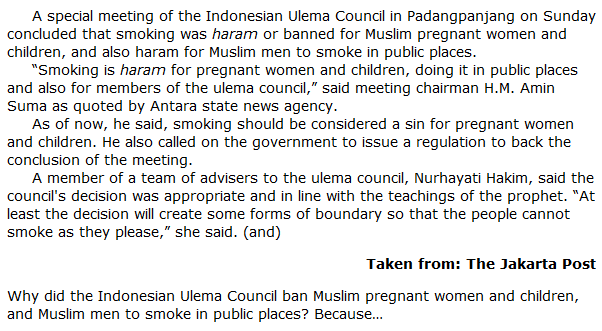 A special meeting of the Indonesian Ulema Council in Padangpanjang on Sunday
concluded that smoking was haram or banned for Muslim pregnant women and
children, and also haram for Muslim men to smoke in public places.
“Smoking is haram for pregnant women and children, doing it in public places
and also for members of the ulema council,” said meeting chairman H.M. Amin
Suma as quoted by Antara state news agency.
As of now, he said, smoking should be considered a sin for pregnant women
and children. He also called on the government to issue a regulation to back the
conclusion of the meeting.
A member of a team of advisers to the ulema council, Nurhayati Hakim, said the
council's decision was appropriate and in line with the teachings of the prophet. “At
least the decision will create some forms of boundary so that the people cannot
smoke as they please,” she said. (and)
Taken from: The Jakarta Post
Why did the Indonesian Ulema Council ban Muslim pregnant women and children,
and Muslim men to smoke in public places? Because…